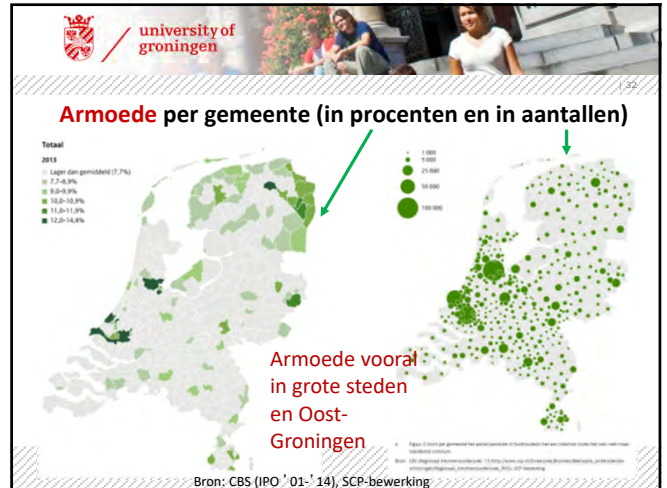 university of
groningen
| 32
Armoede per gemeente (in procenten en in aantallen)
Totaal
2013
Lager dan gemiddeld (7,7%)
7,7–8,9%
9,0–9,9%
10,0–10,9%
11,0–11,9%
12,0–14,4%
1 000
5 000
25 000
50 000
100 000
Armoede vooral
in grote steden
en Oost-
Groningen
Bron: CBS (IPO '01-'14), SCP-bewerking